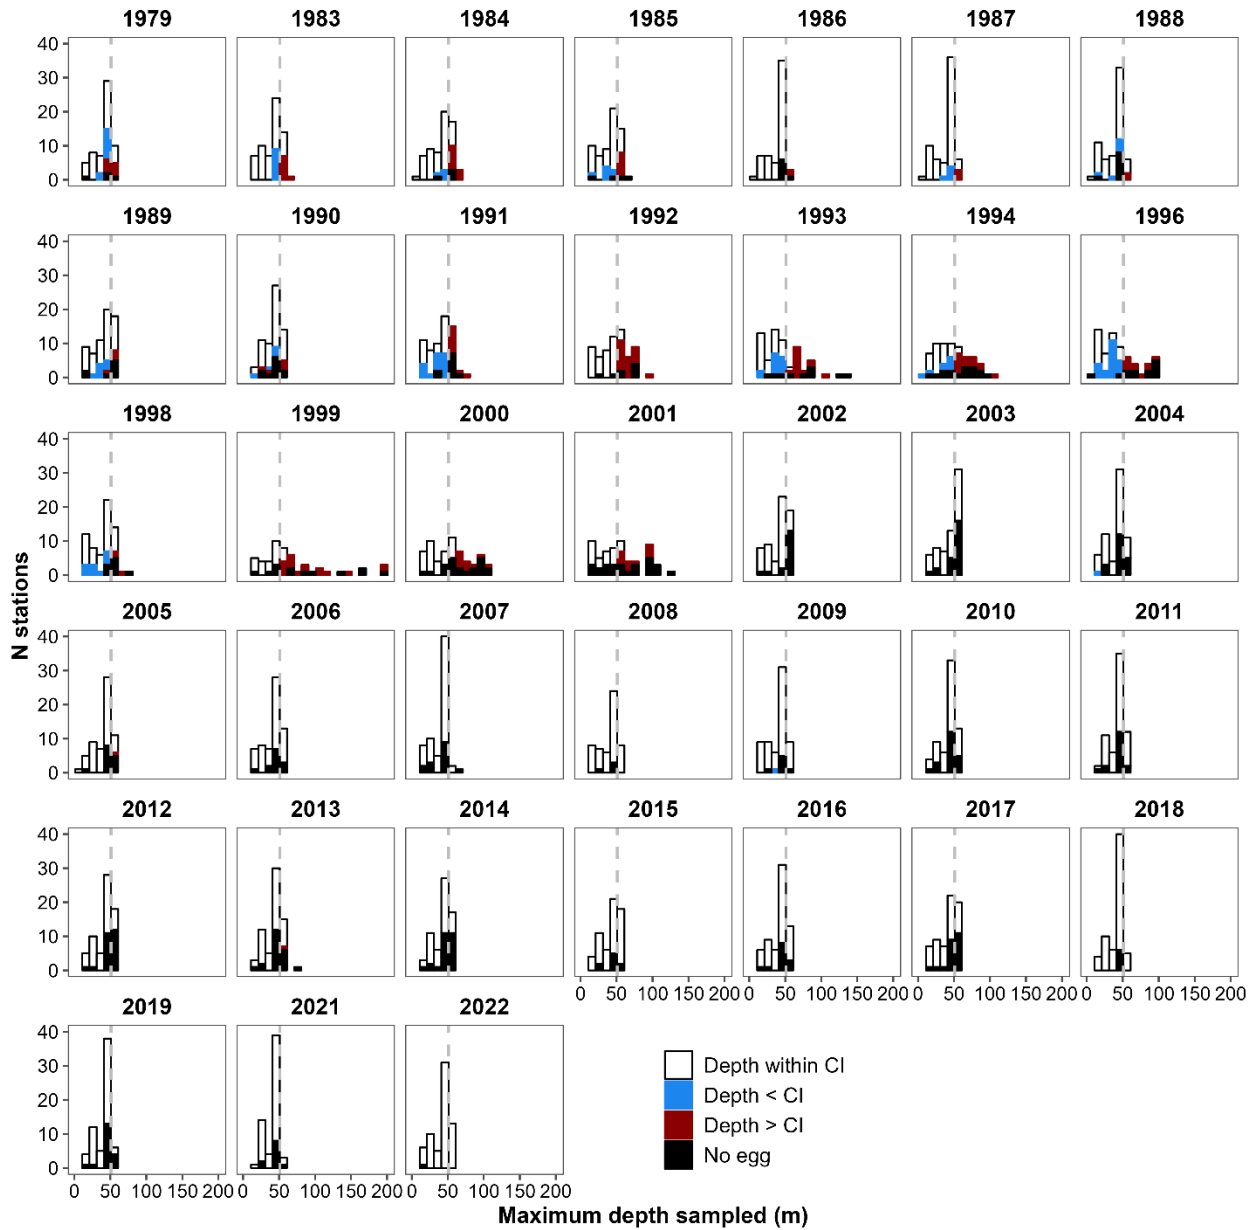 1979 1983 1984 1985 1986 1987 1988
40
30
20
10
0
1989 1990 1991 1992 1993 1994 1996
40
30
20
10
0
1998 1999 2000 2001 2002 2003 2004
40
30
20
10
0
N stations
2005 2006 2007 2008 2009 2010 2011
40
30
20
10
0
2012 2013 2014 2015 2016 2017 2018
40
30
20
10
0
0 50 100 150 200 0 50 100 150 200 0 50 100 150 200 0 50 100 150 200
2019 2021 2022
40
30
20
10
0
0 50 100 150 200 0 50 100 150 200 0 50 100 150 200
Depth within CI
Depth < CI
Depth > CI
No egg
Maximum depth sampled (m)